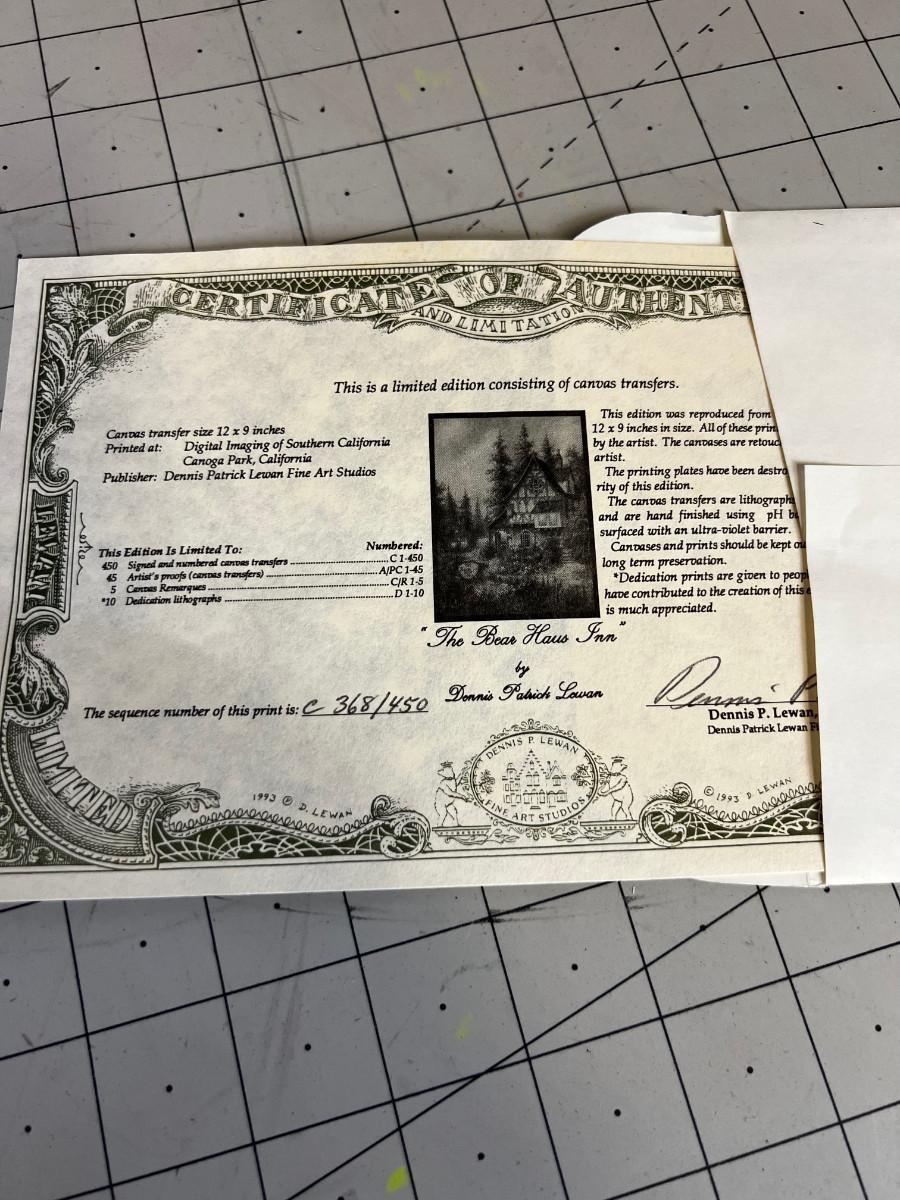 CERTIFICATE OF AUTHENT
AND LIMITATION
This is a limited edition consisting of canvas transfers.
Canvas transfer size 12 x 9 inches
Printed at: Digital Imaging of Southern California
Canoga Park, California
Publisher: Dennis Patrick Lewan Fine Art Studios
This Edition Is Limited To: Numbered:
450 Signed and numbered canvas transfers ........ C 1-450
45 Artist's proofs (canvas transfers) ........ A/PC 1-45
5 Canvas Remarques ........ C/R 1-5
*10 Dedication lithographs ........ D 1-10
This edition was reproduced from
12 x 9 inches in size. All of these prin
by the artist. The canvases are retouc
artist.
The printing plates have been destro
rity of this edition.
The canvas transfers are lithograph
and are hand finished using pH b
surfaced with an ultra-violet barrier.
Canvases and prints should be kept ou
long term preservation.
*Dedication prints are given to peop
have contributed to the creation of this e
is much appreciated.
"The Bear Haus Inn"
by
Dennis Patrick Lewan
The sequence number of this print is: C 368/450
Dennis P
Dennis P. Lewan,
Dennis Patrick Lewan Fi
LEWAN
LIMITED
1993 © D. LEWAN
DENNIS P. LEWAN
FINE ART STUDIOS
© 1993 D. LEWAN